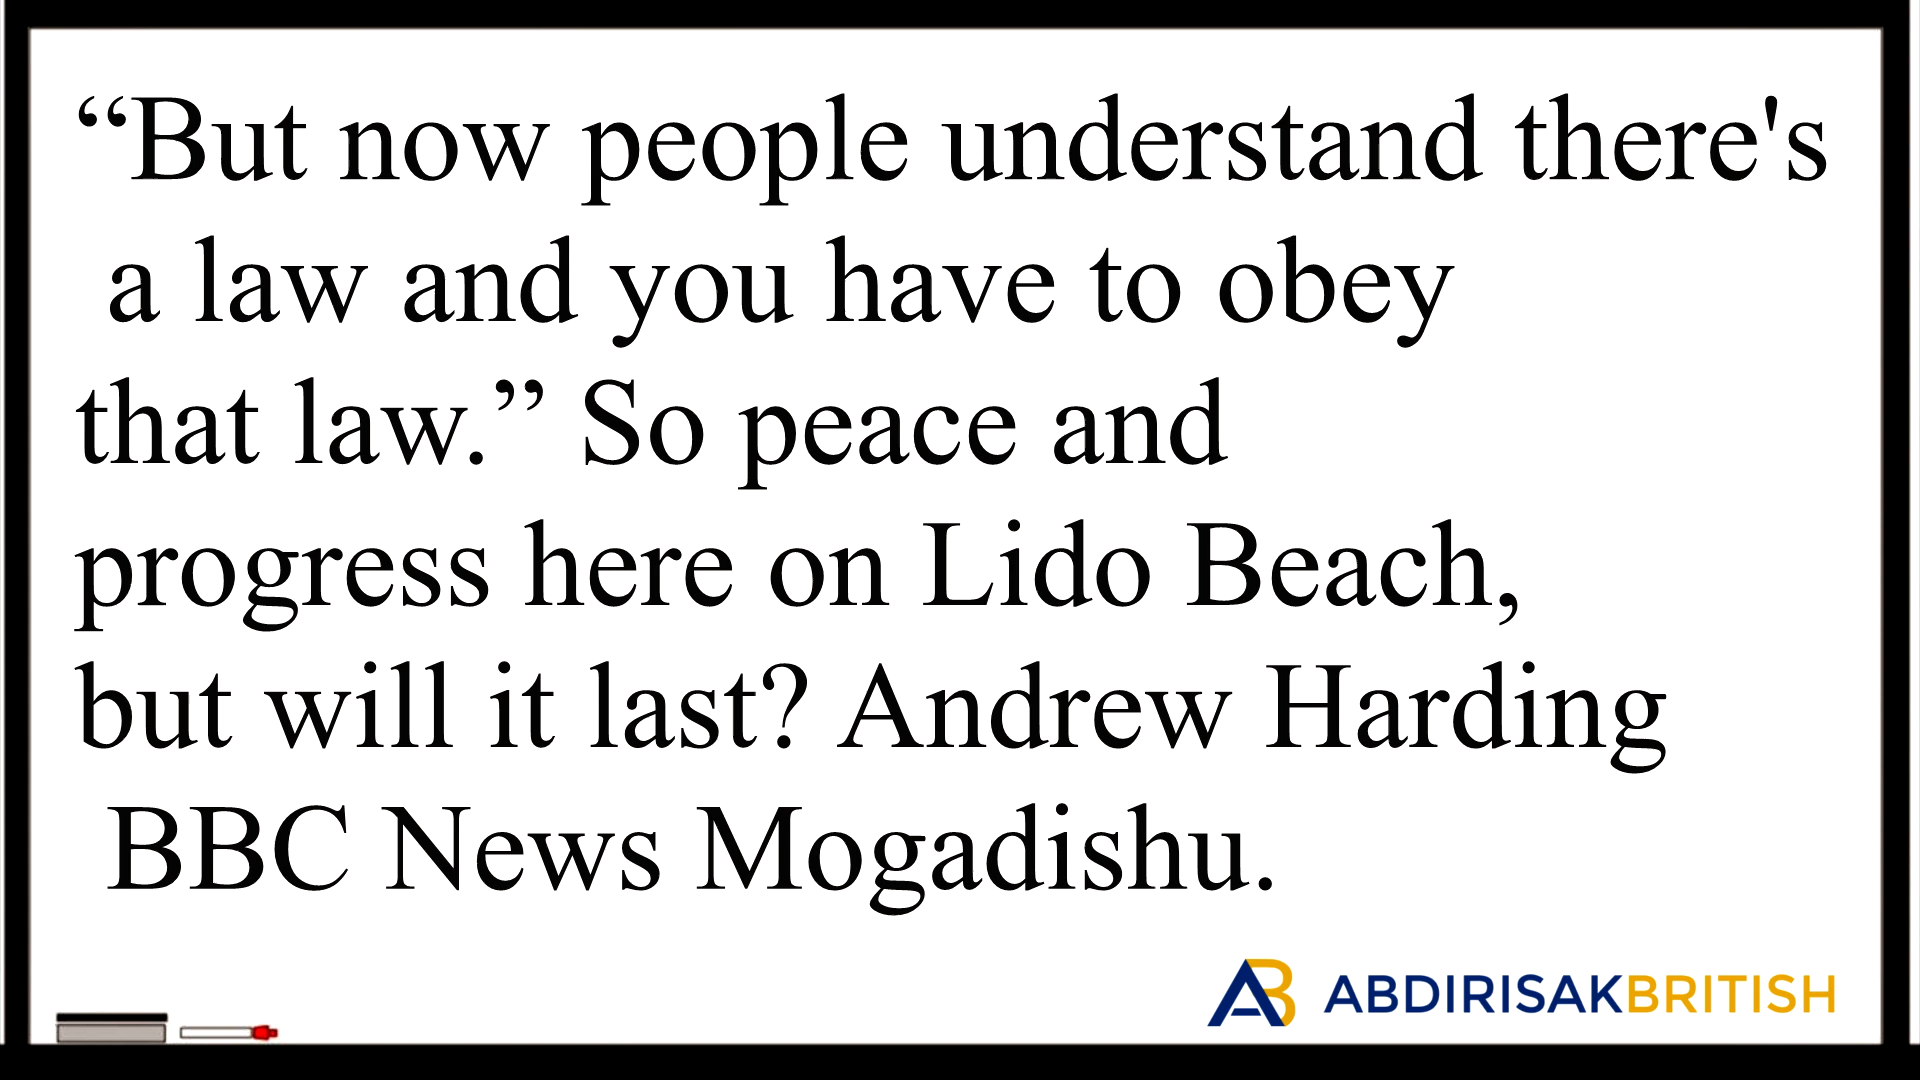 “But now people understand there's
a law and you have to obey
that law.” So peace and
progress here on Lido Beach,
but will it last? Andrew Harding
BBC News Mogadishu.
AB ABDIRISAKBRITISH